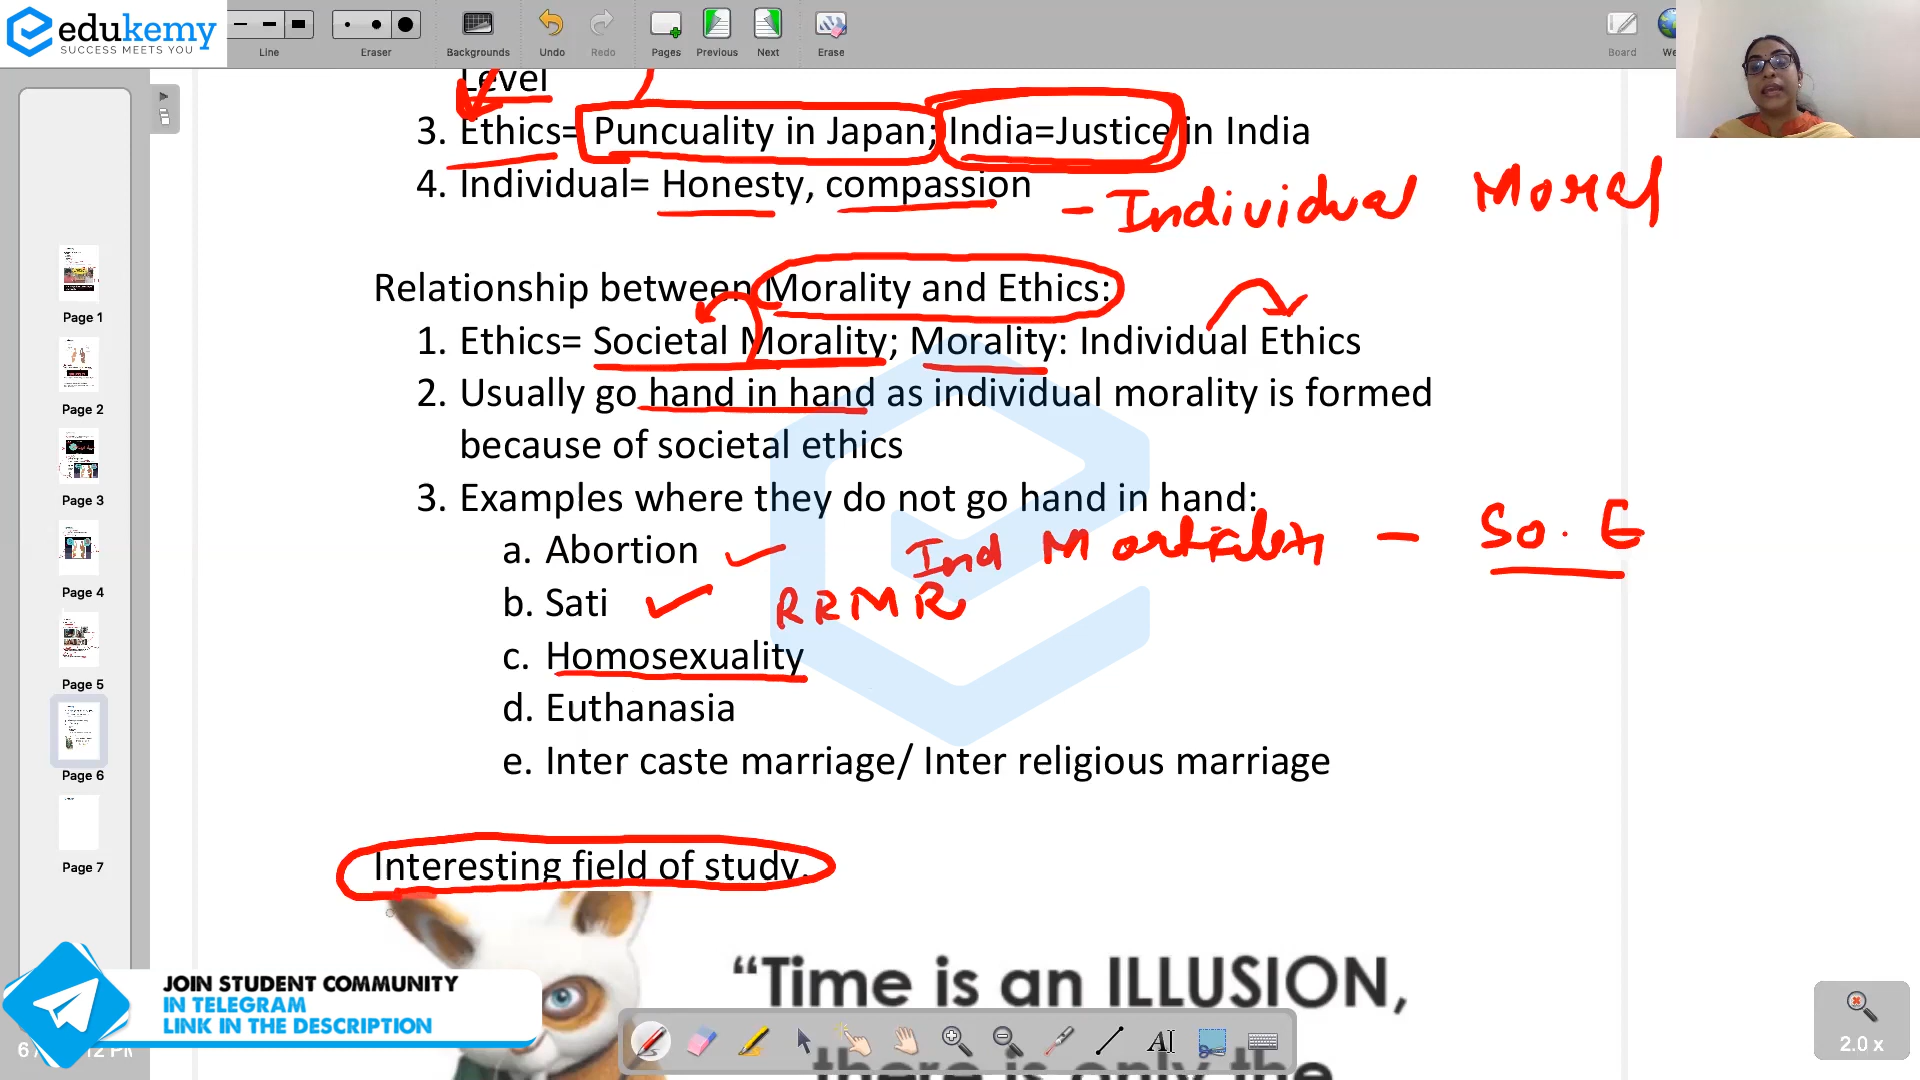 edukemy
SUCCESS MEETS YOU
Line
Eraser
Backgrounds
Undo
Redo
Pages
Previous
Next
Erase
Board
We
Level
3. Ethics= Puncuality in Japan; India=Justice in India
4. Individual= Honesty, compassion
- Individual Moral
Relationship between Morality and Ethics:
1. Ethics= Societal Morality; Morality: Individual Ethics
2. Usually go hand in hand as individual morality is formed
because of societal ethics
3. Examples where they do not go hand in hand:
a. Abortion
Ind
- So. E
b. Sati
RRMR
c. Homosexuality
d. Euthanasia
e. Inter caste marriage/ Inter religious marriage
Interesting field of study.
"Time is an ILLUSION,
there is only the
Page 1
Page 2
Page 3
Page 4
Page 5
Page 6
Page 7
JOIN STUDENT COMMUNITY
IN TELEGRAM
LINK IN THE DESCRIPTION
2.0 x